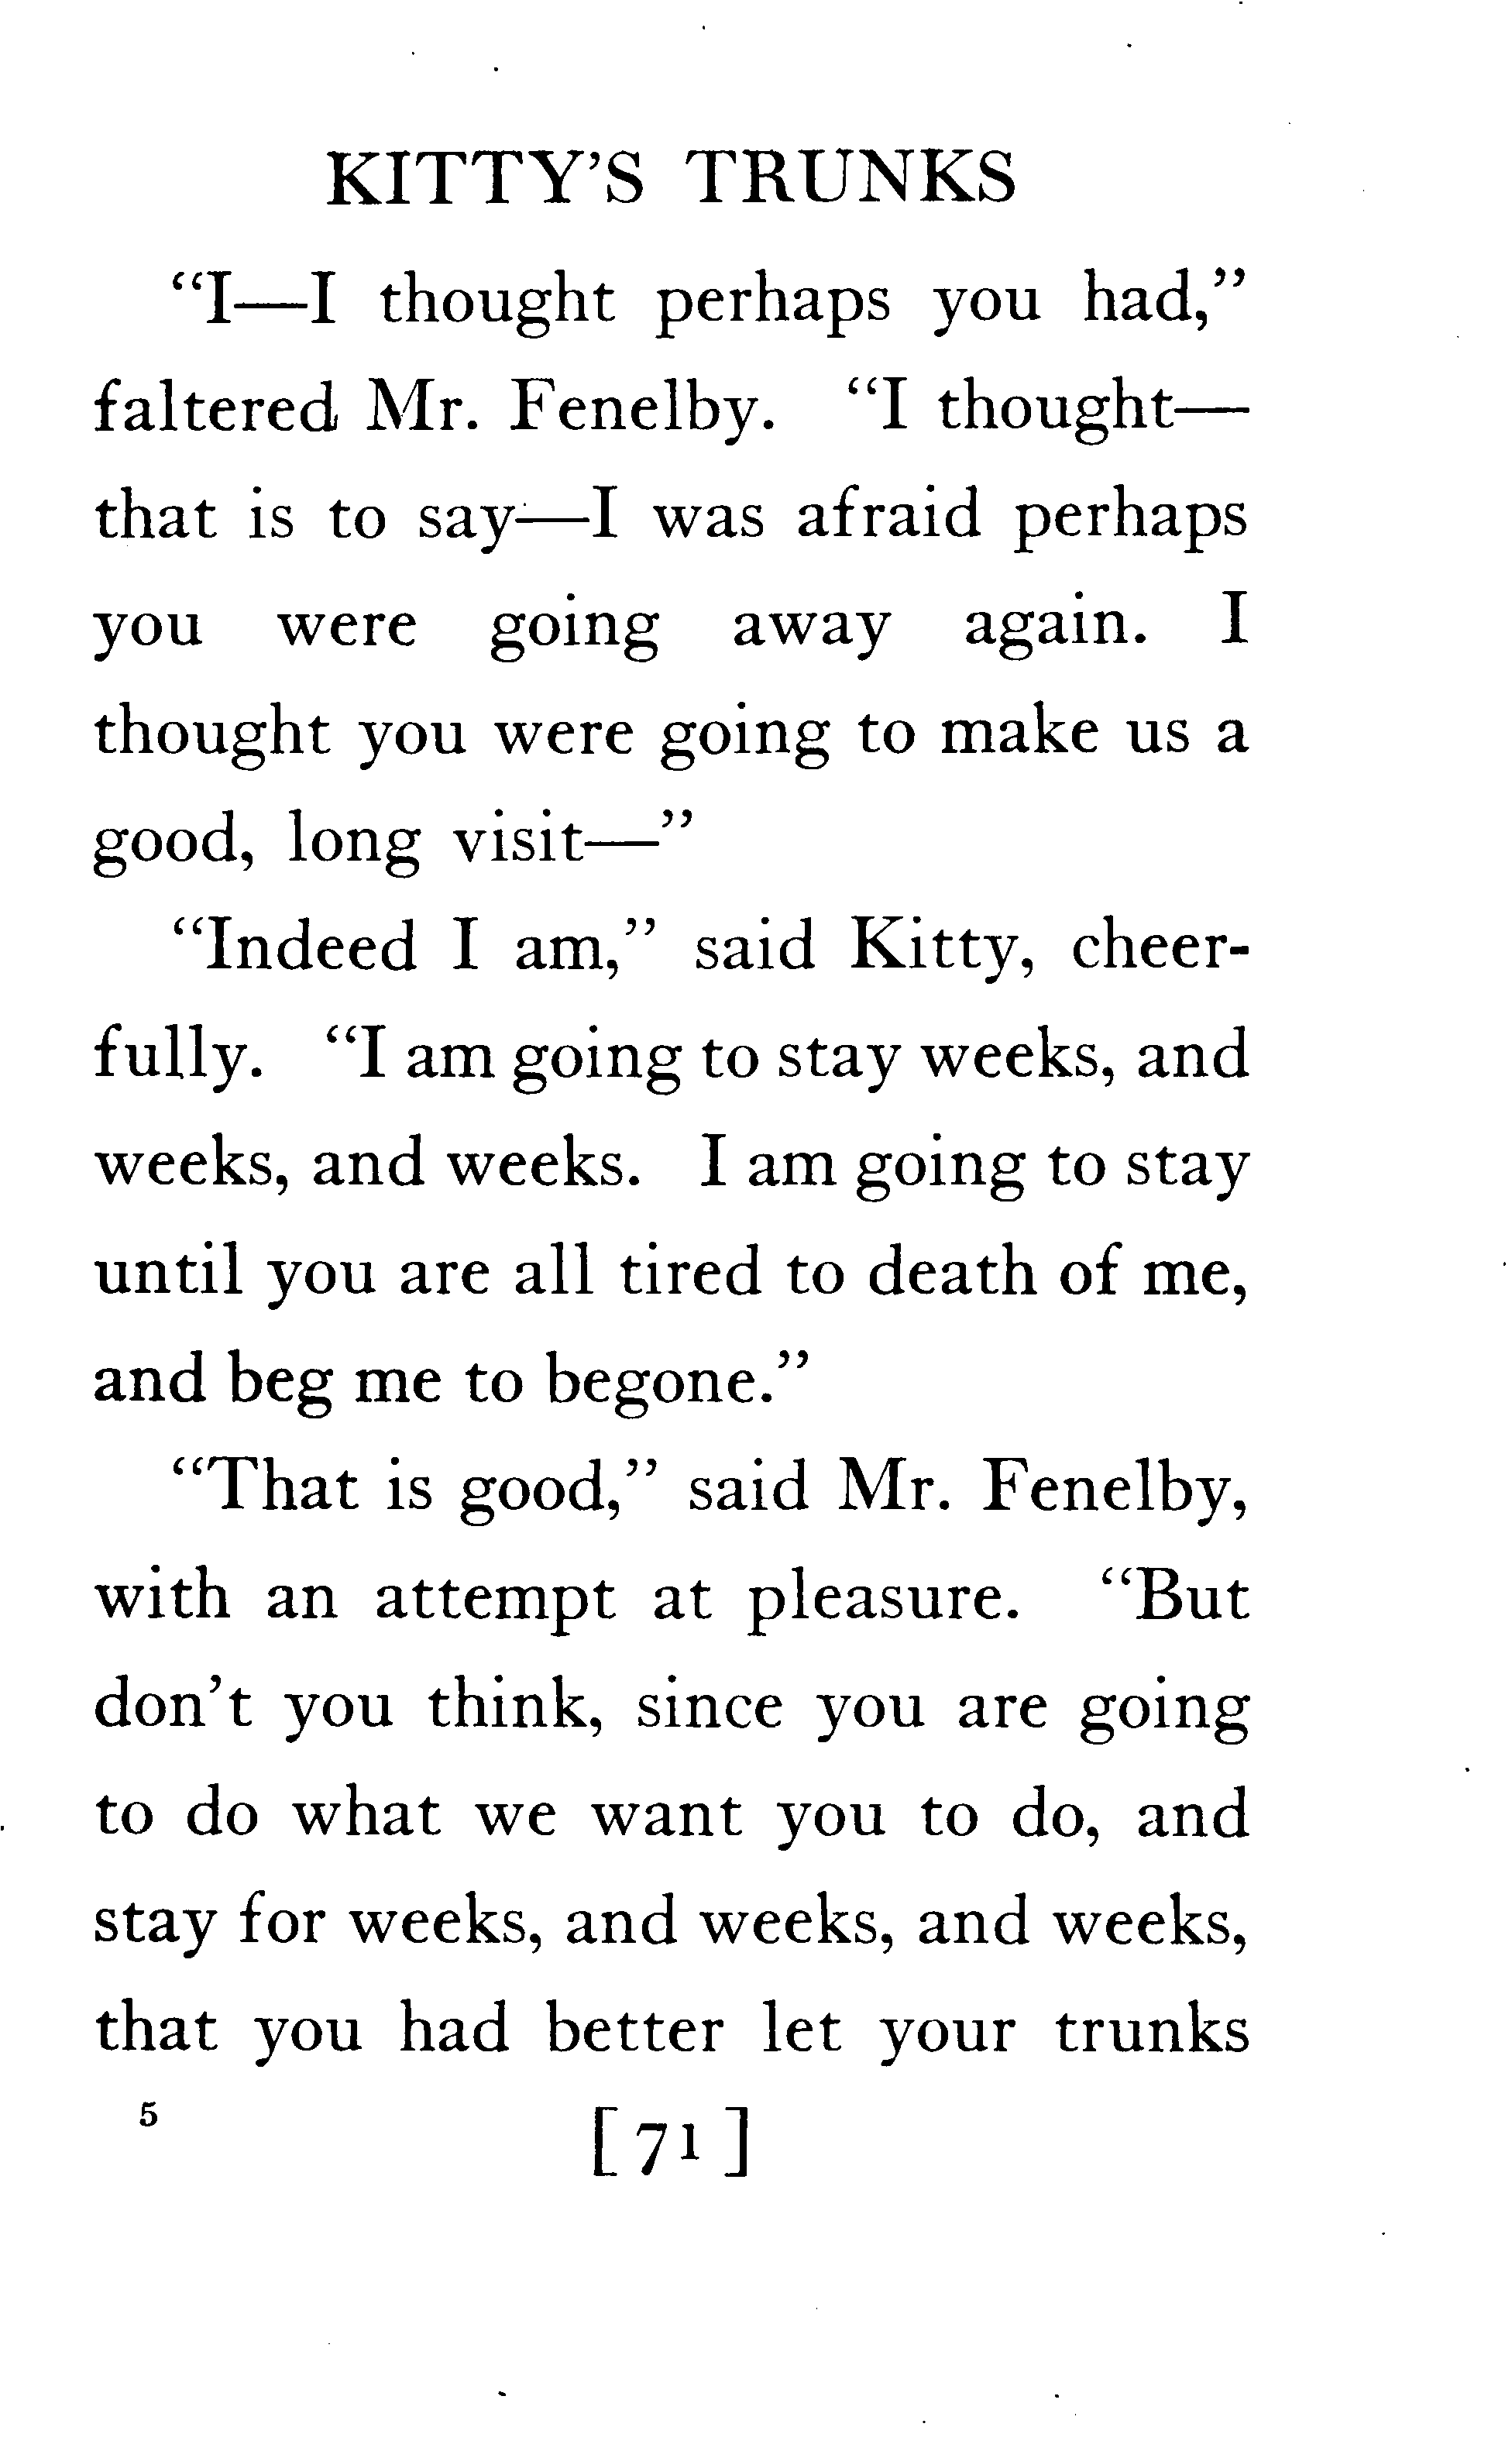 KITTY'S TRUNKS
"I—I thought perhaps you had,"
faltered Mr. Fenelby. "I thought—
that is to say—I was afraid perhaps
you were going away again. I
thought you were going to make us a
good, long visit—"
"Indeed I am," said Kitty, cheer-
fully. "I am going to stay weeks, and
weeks, and weeks. I am going to stay
until you are all tired to death of me,
and beg me to begone."
"That is good," said Mr. Fenelby,
with an attempt at pleasure. "But
don't you think, since you are going
to do what we want you to do, and
stay for weeks, and weeks, and weeks,
that you had better let your trunks
5 [71]